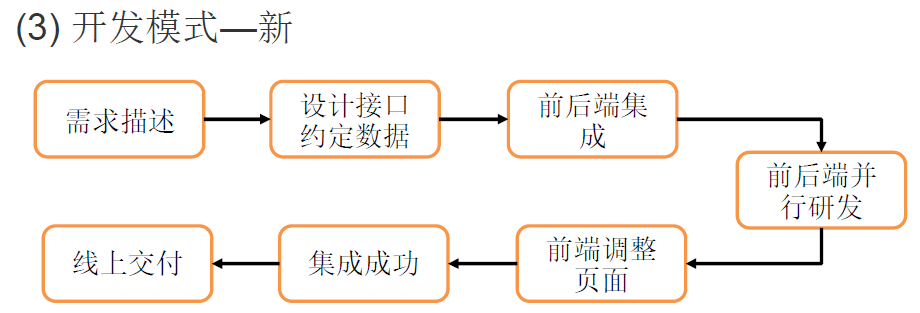 (3) 开发模式—新
需求描述
设计接口
约定数据
前后端集
成
前后端并
行研发
前端调整
页面
集成成功
线上交付